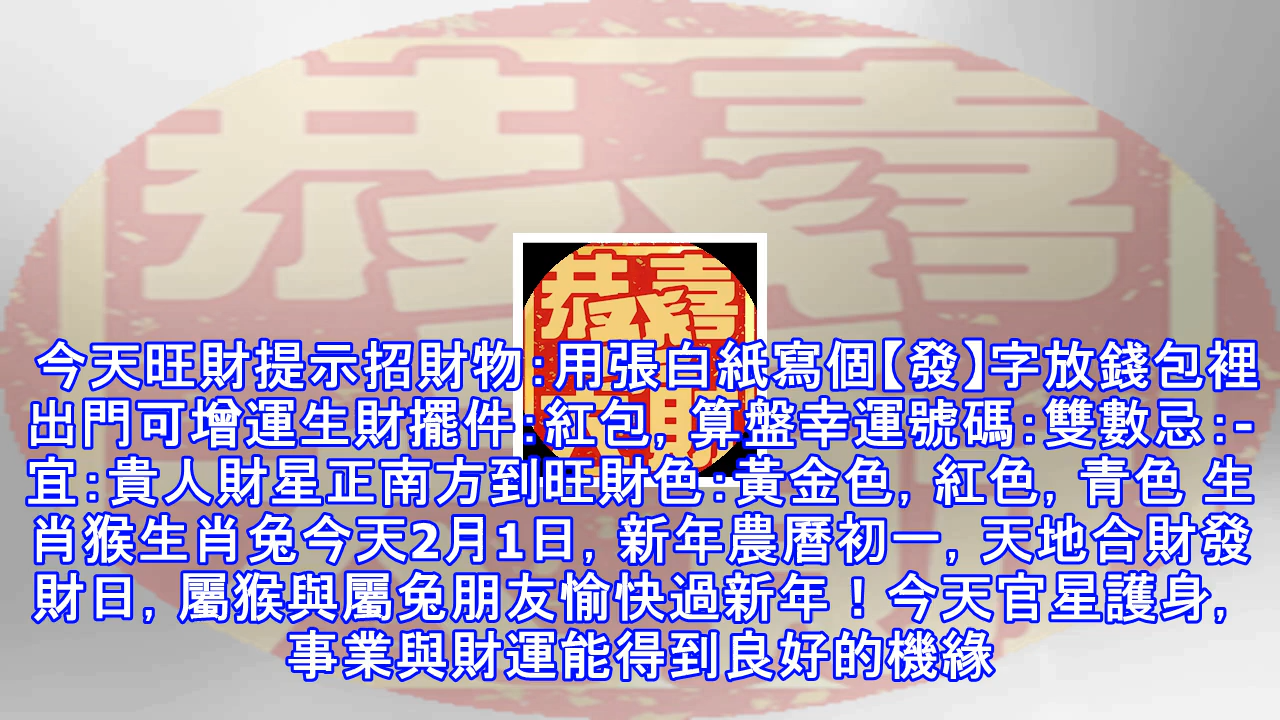 恭喜
發財
今天旺財提示招財物:用張白紙寫個【發】字放錢包裡
出門可增運生財擺件:紅包, 算盤幸運號碼:雙數忌:-
宜:貴人財星正南方到旺財色:黃金色, 紅色, 青色 生
肖猴生肖兔今天2月1日, 新年農曆初一, 天地合財發
財日, 屬猴與屬兔朋友愉快過新年！今天官星護身,
事業與財運能得到良好的機緣